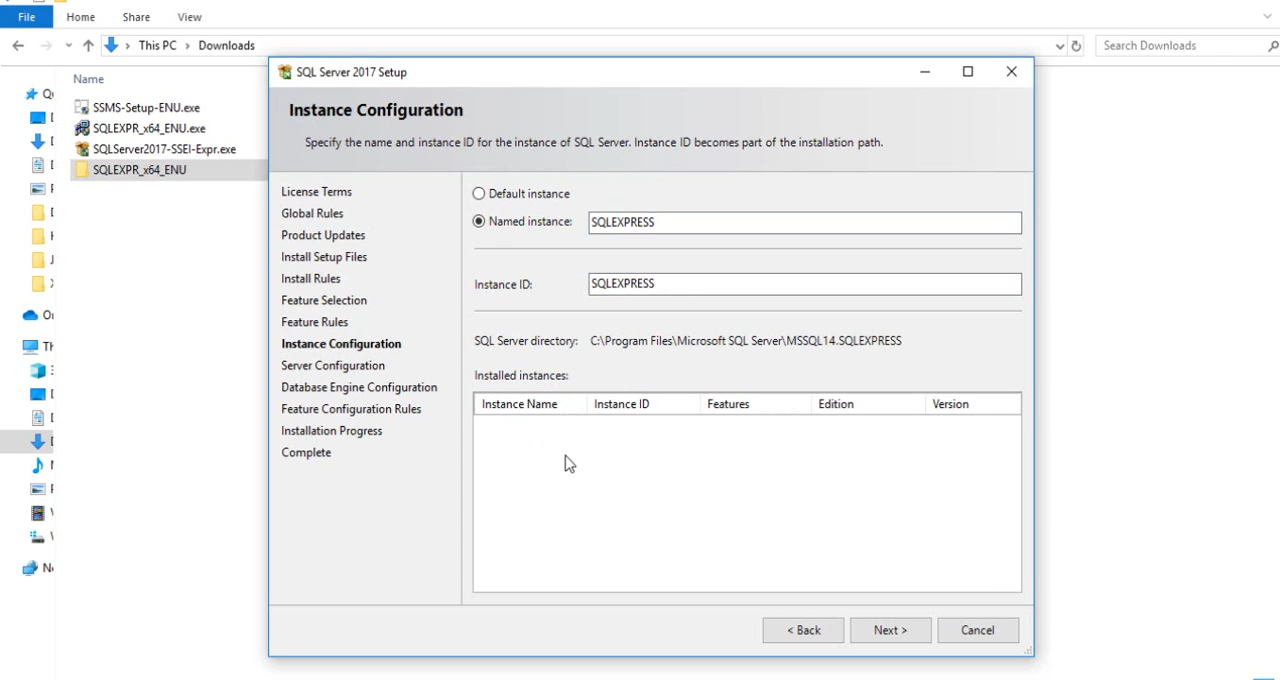 File Home Share View
This PC > Downloads
Search Downloads
Name
SSMS-Setup-ENU.exe
SQLEXPR_x64_ENU.exe
SQLServer2017-SSEI-Expr.exe
SQLEXPR_x64_ENU
SQL Server 2017 Setup
Instance Configuration
Specify the name and instance ID for the instance of SQL Server. Instance ID becomes part of the installation path.
License Terms
Global Rules
Product Updates
Install Setup Files
Install Rules
Feature Selection
Feature Rules
Instance Configuration
Server Configuration
Database Engine Configuration
Feature Configuration Rules
Installation Progress
Complete
Default instance
Named instance: SQLEXPRESS
Instance ID: SQLEXPRESS
SQL Server directory: C:\Program Files\Microsoft SQL Server\MSSQL14.SQLEXPRESS
Installed instances:
Instance Name Instance ID Features Edition Version
< Back Next > Cancel